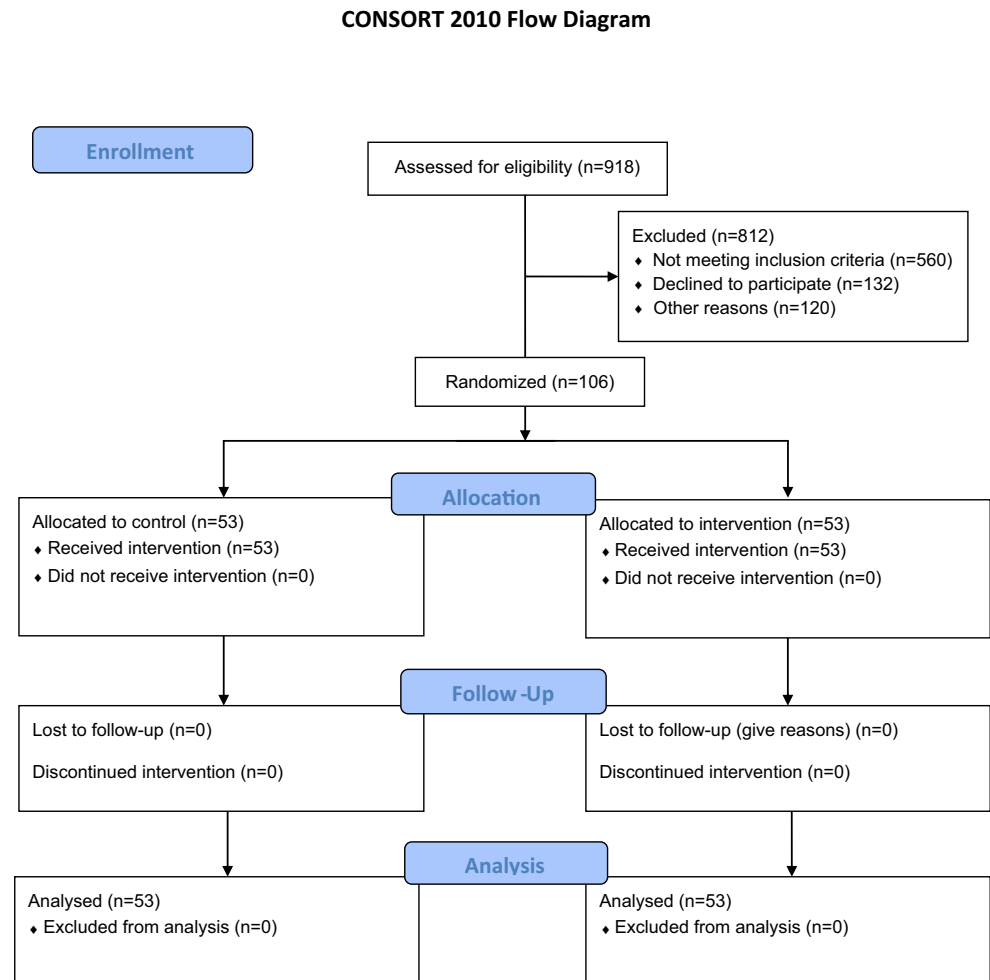 CONSORT 2010 Flow Diagram
Enrollment
Assessed for eligibility (n=918)
Excluded (n=812)
♦ Not meeting inclusion criteria (n=560)
♦ Declined to participate (n=132)
♦ Other reasons (n=120)
Randomized (n=106)
Allocation
Allocated to control (n=53)
♦ Received intervention (n=53)
♦ Did not receive intervention (n=0)
Allocated to intervention (n=53)
♦ Received intervention (n=53)
♦ Did not receive intervention (n=0)
Follow-Up
Lost to follow-up (n=0)
Discontinued intervention (n=0)
Lost to follow-up (give reasons) (n=0)
Discontinued intervention (n=0)
Analysis
Analysed (n=53)
♦ Excluded from analysis (n=0)
Analysed (n=53)
♦ Excluded from analysis (n=0)